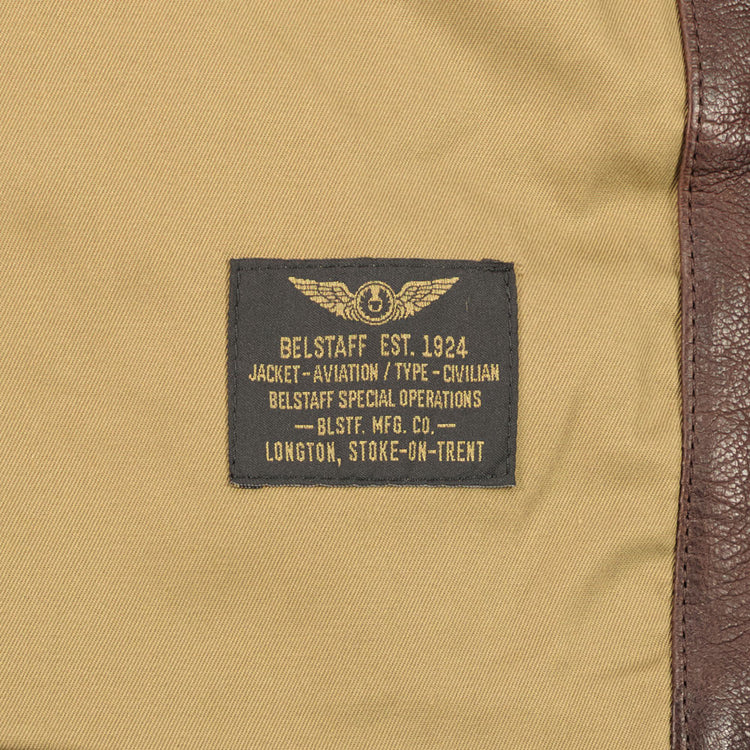 BELSTAFF EST. 1924
JACKET-AVIATION / TYPE-CIVILIAN
BELSTAFF SPECIAL OPERATIONS
— BLSTF. MFG. CO. —
LONGTON, STOKE-ON-TRENT